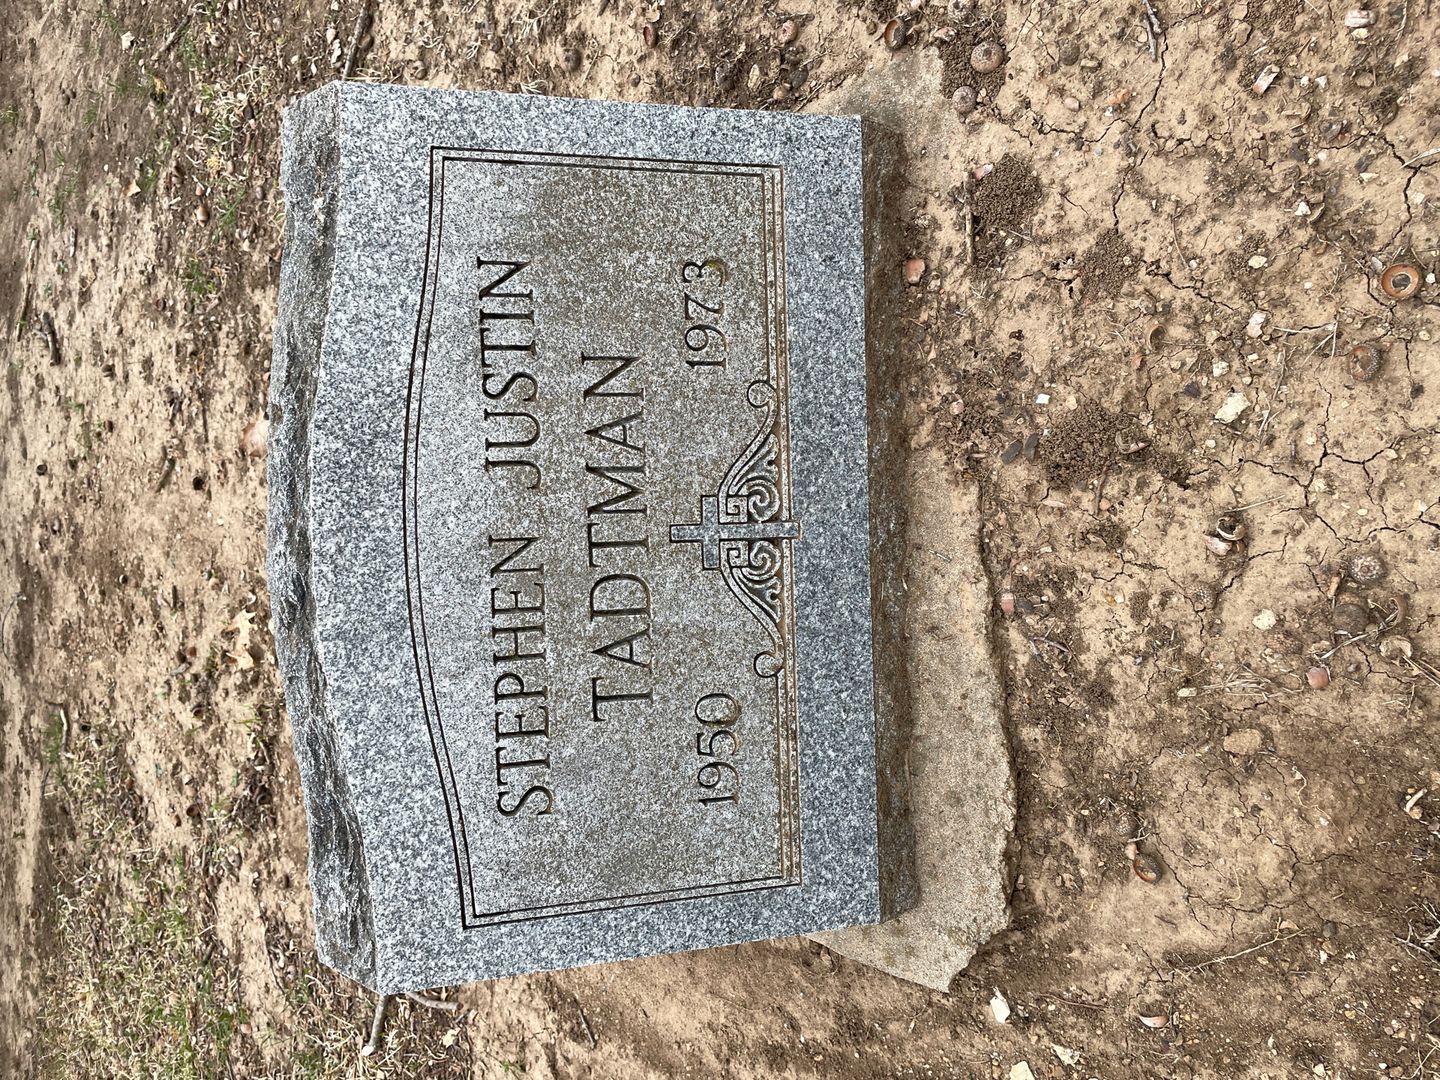 STEPHEN JUSTIN
TADTMAN
1950 1973